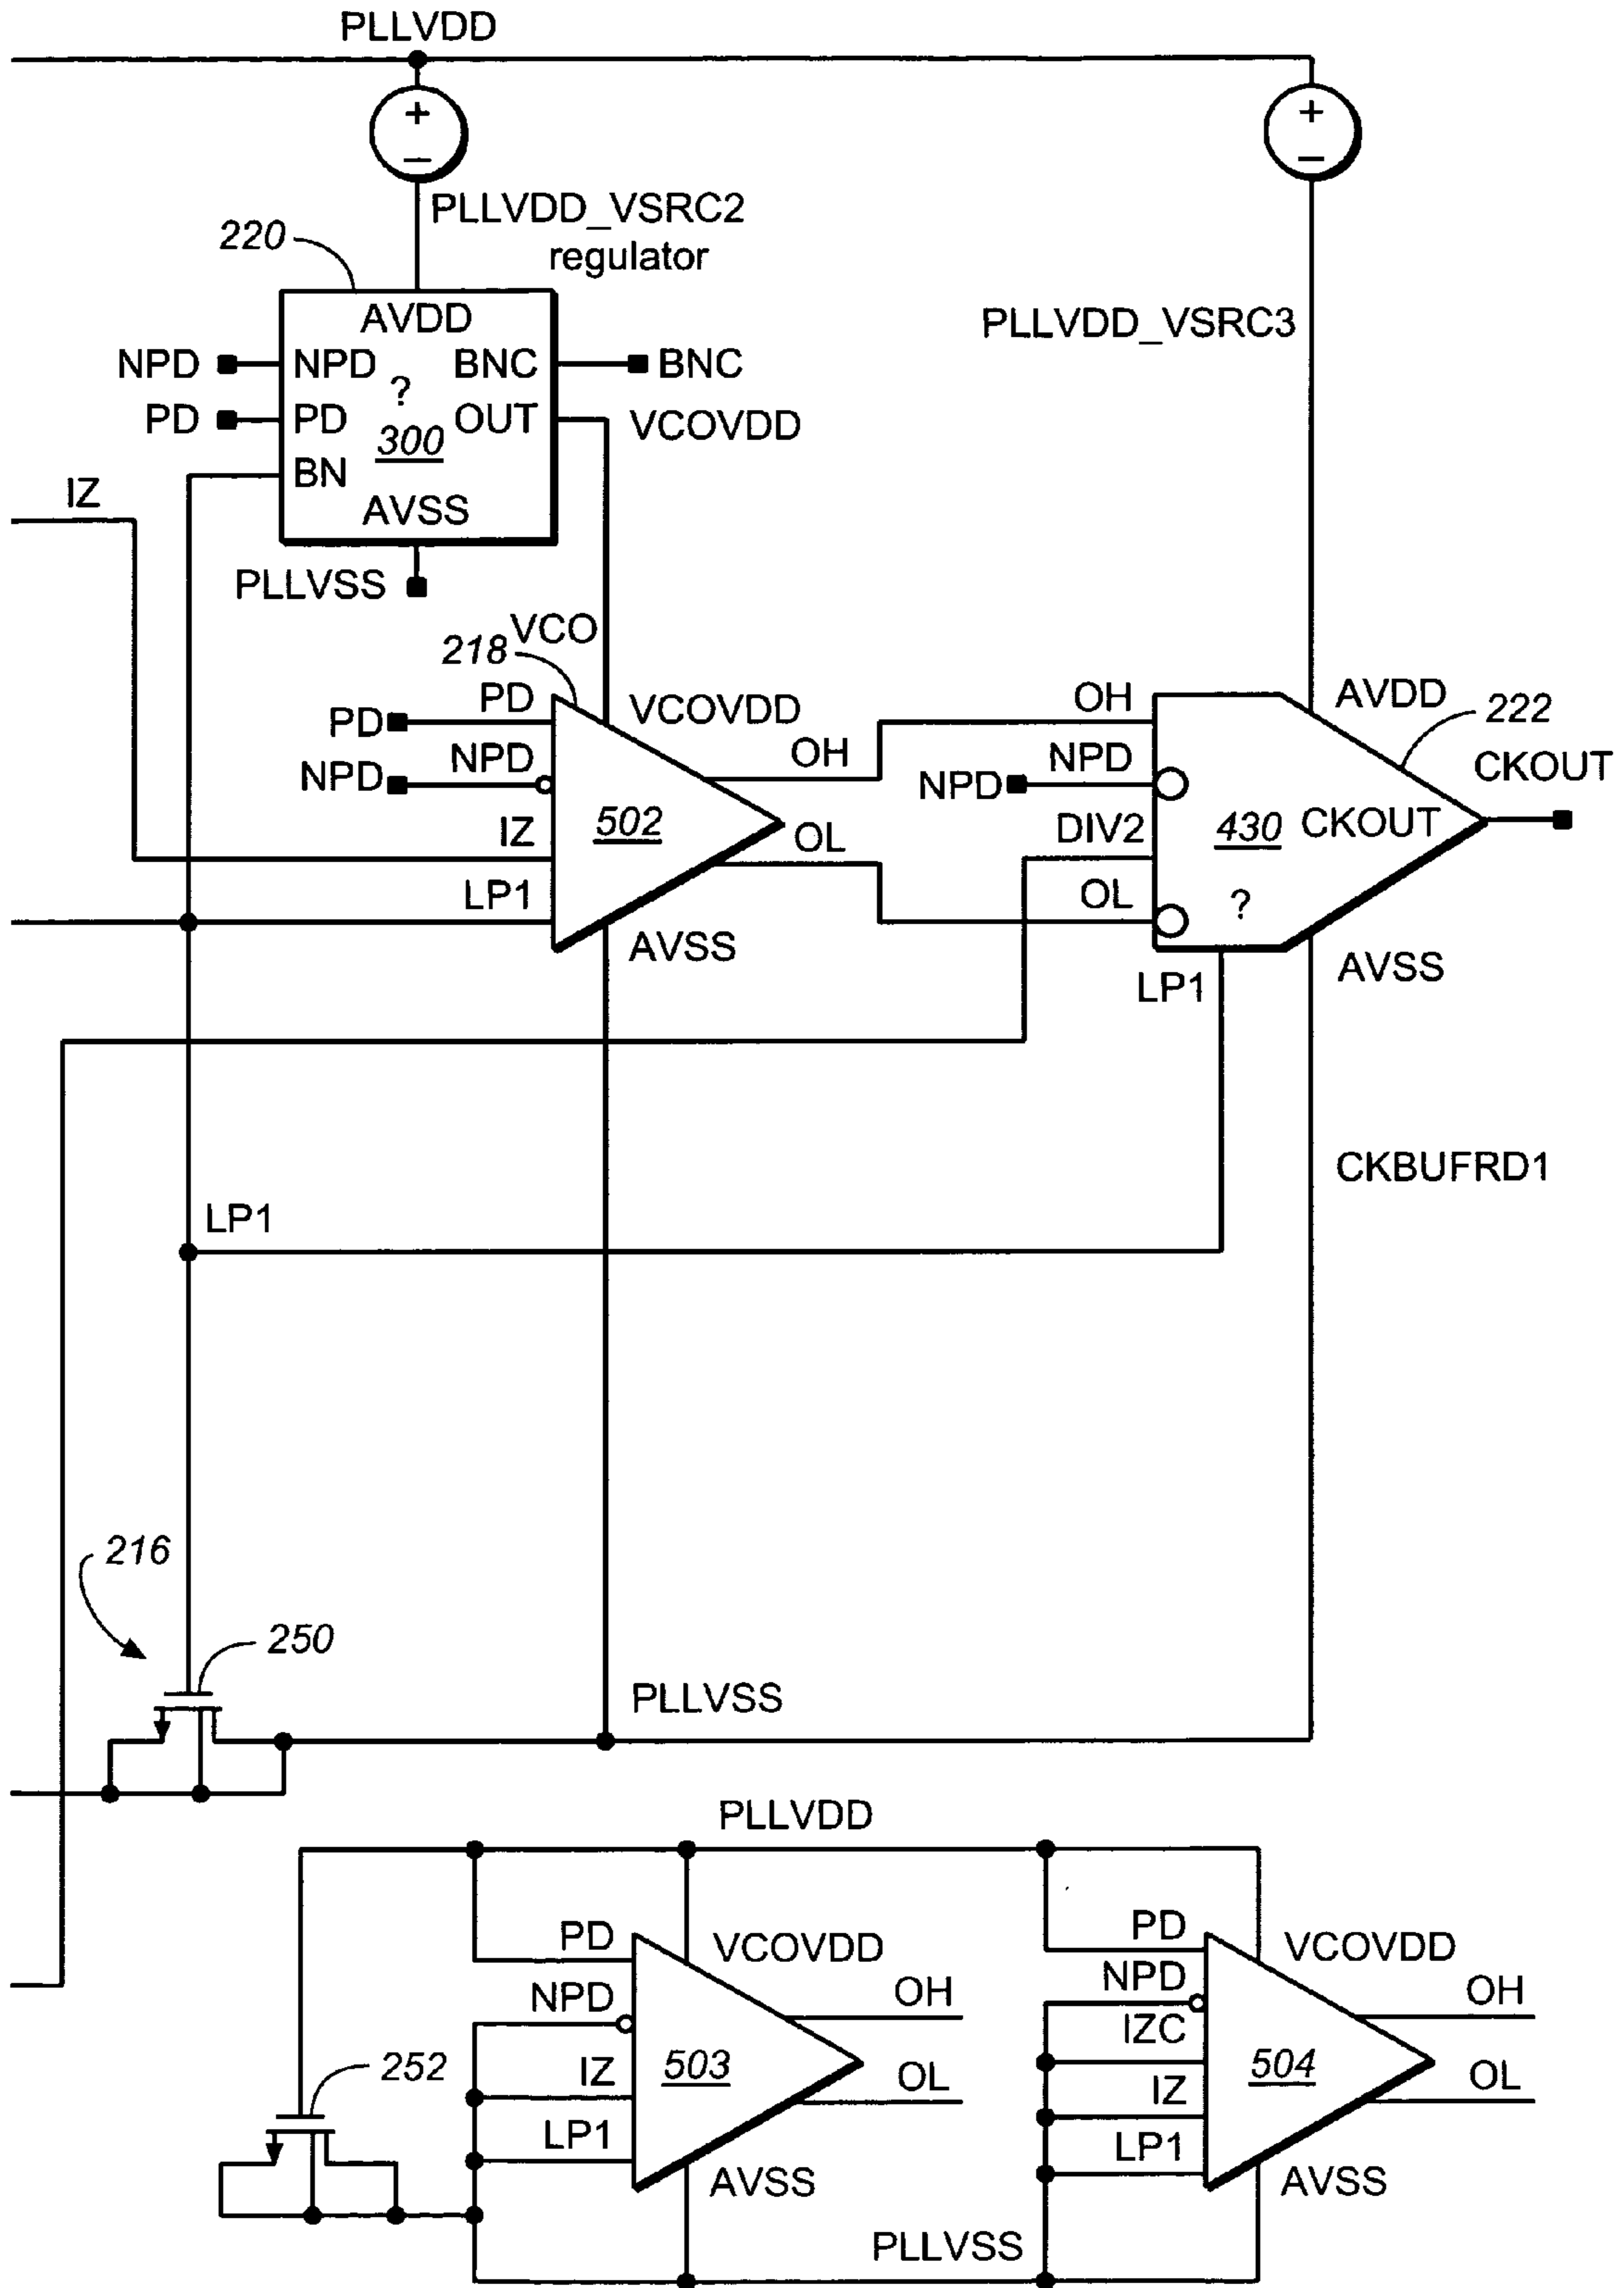 PLLVDD
+
−
+
−
PLLVDD_VSRC2
regulator
220
PLLVDD_VSRC3
AVDD
NPD
NPD
BNC
BNC
?
PD
PD
OUT
VCOVDD
300
BN
AVSS
IZ
PLLVSS
VCO
218
PD
PD
VCOVDD
OH
OH
AVDD
222
NPD
NPD
NPD
NPD
CKOUT
502
IZ
OL
DIV2
430
CKOUT
LP1
OL
?
AVSS
LP1
AVSS
CKBUFRD1
LP1
216
250
PLLVSS
PLLVDD
PD
VCOVDD
PD
VCOVDD
NPD
OH
NPD
OH
IZC
252
IZ
503
OL
IZ
504
OL
LP1
LP1
AVSS
AVSS
PLLVSS